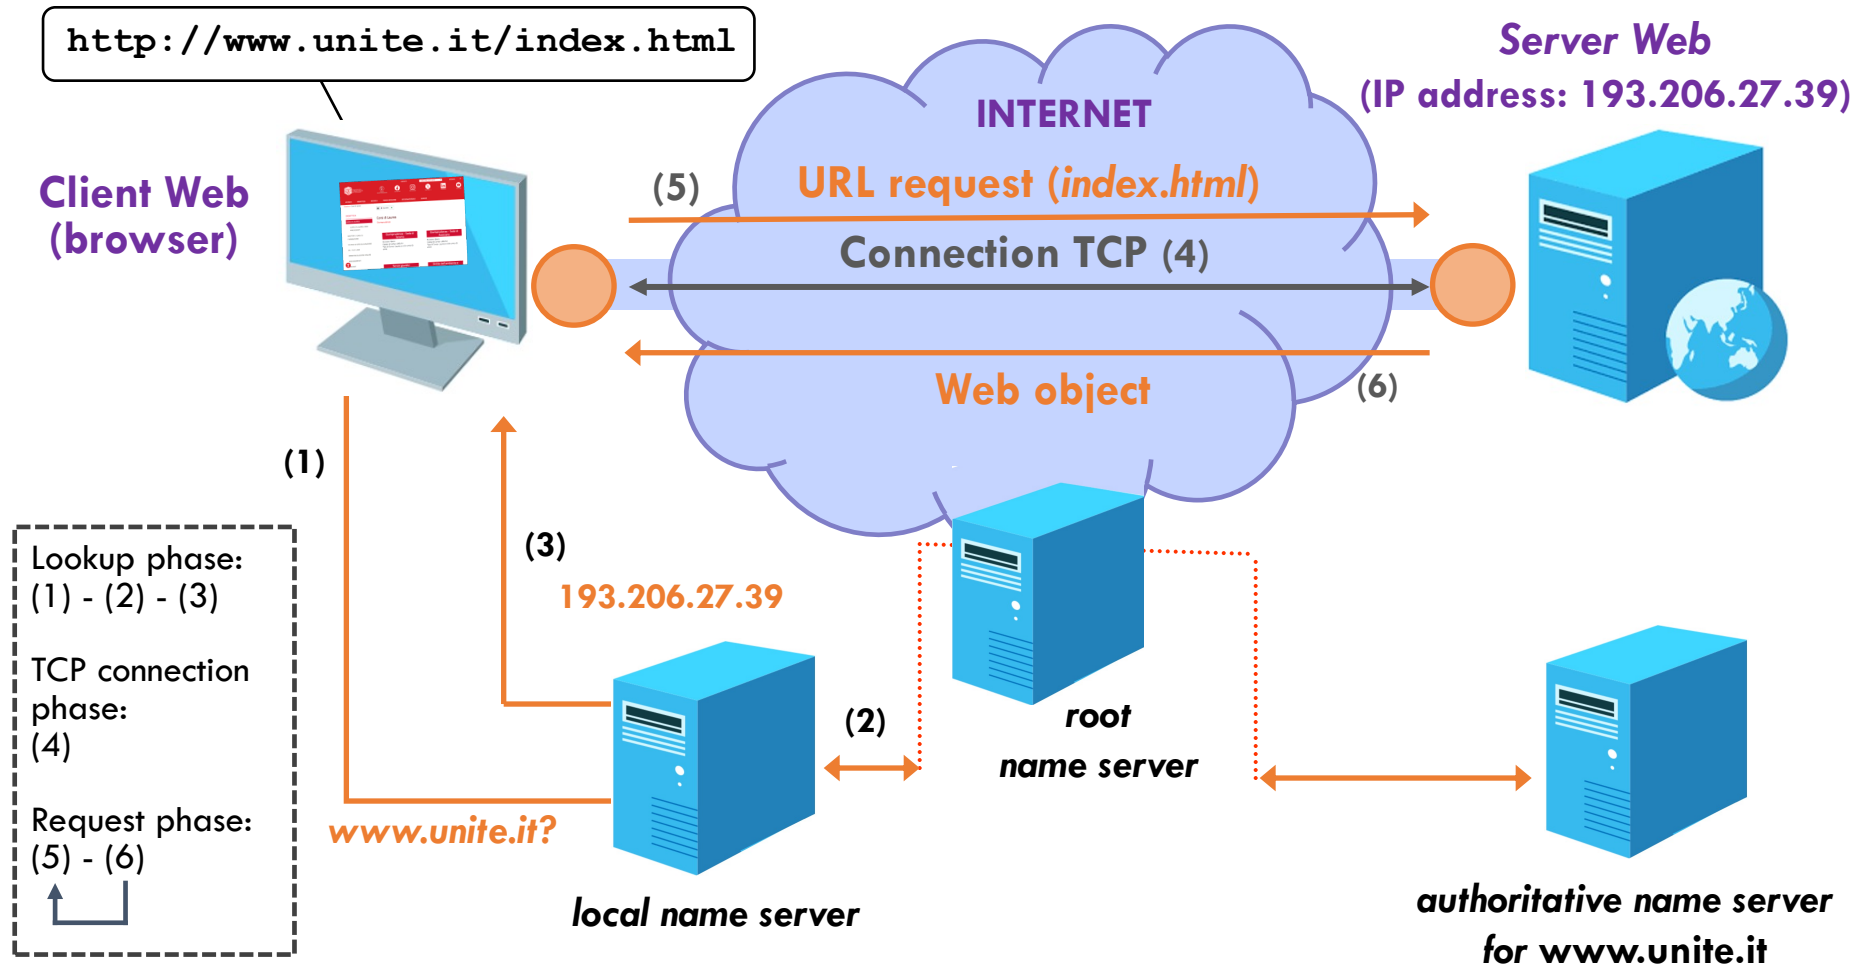 http://www.unite.it/index.html
Server Web
(IP address: 193.206.27.39)
INTERNET
Client Web
(browser)
(5)
URL request (index.html)
Connection TCP (4)
Web object
(6)
(1)
(3)
193.206.27.39
Lookup phase:
(1) - (2) - (3)
TCP connection
phase:
(4)
Request phase:
(5) - (6)
(2)
root
name server
www.unite.it?
local name server
authoritative name server
for www.unite.it